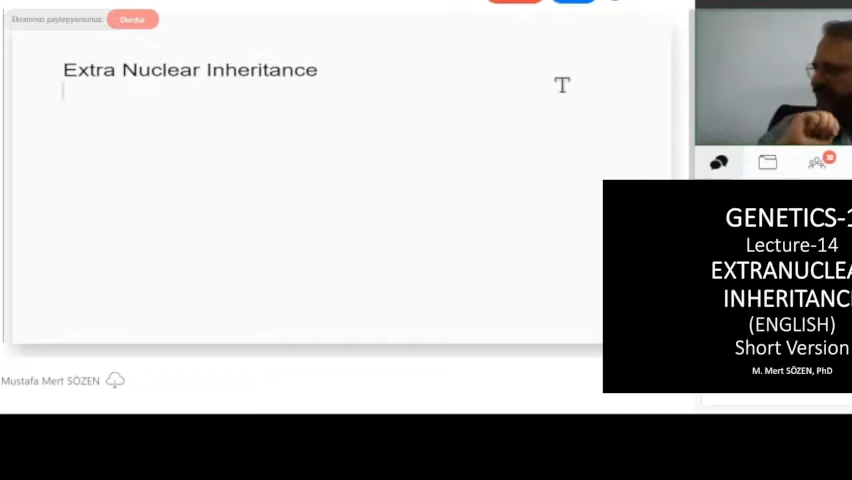 Ekranınızı paylaşıyorsunuz. Durdur
Extra Nuclear Inheritance
T
GENETICS-1
Lecture-14
EXTRANUCLEA
INHERITANC
(ENGLISH)
Short Version
M. Mert SÖZEN, PhD
Mustafa Mert SÖZEN